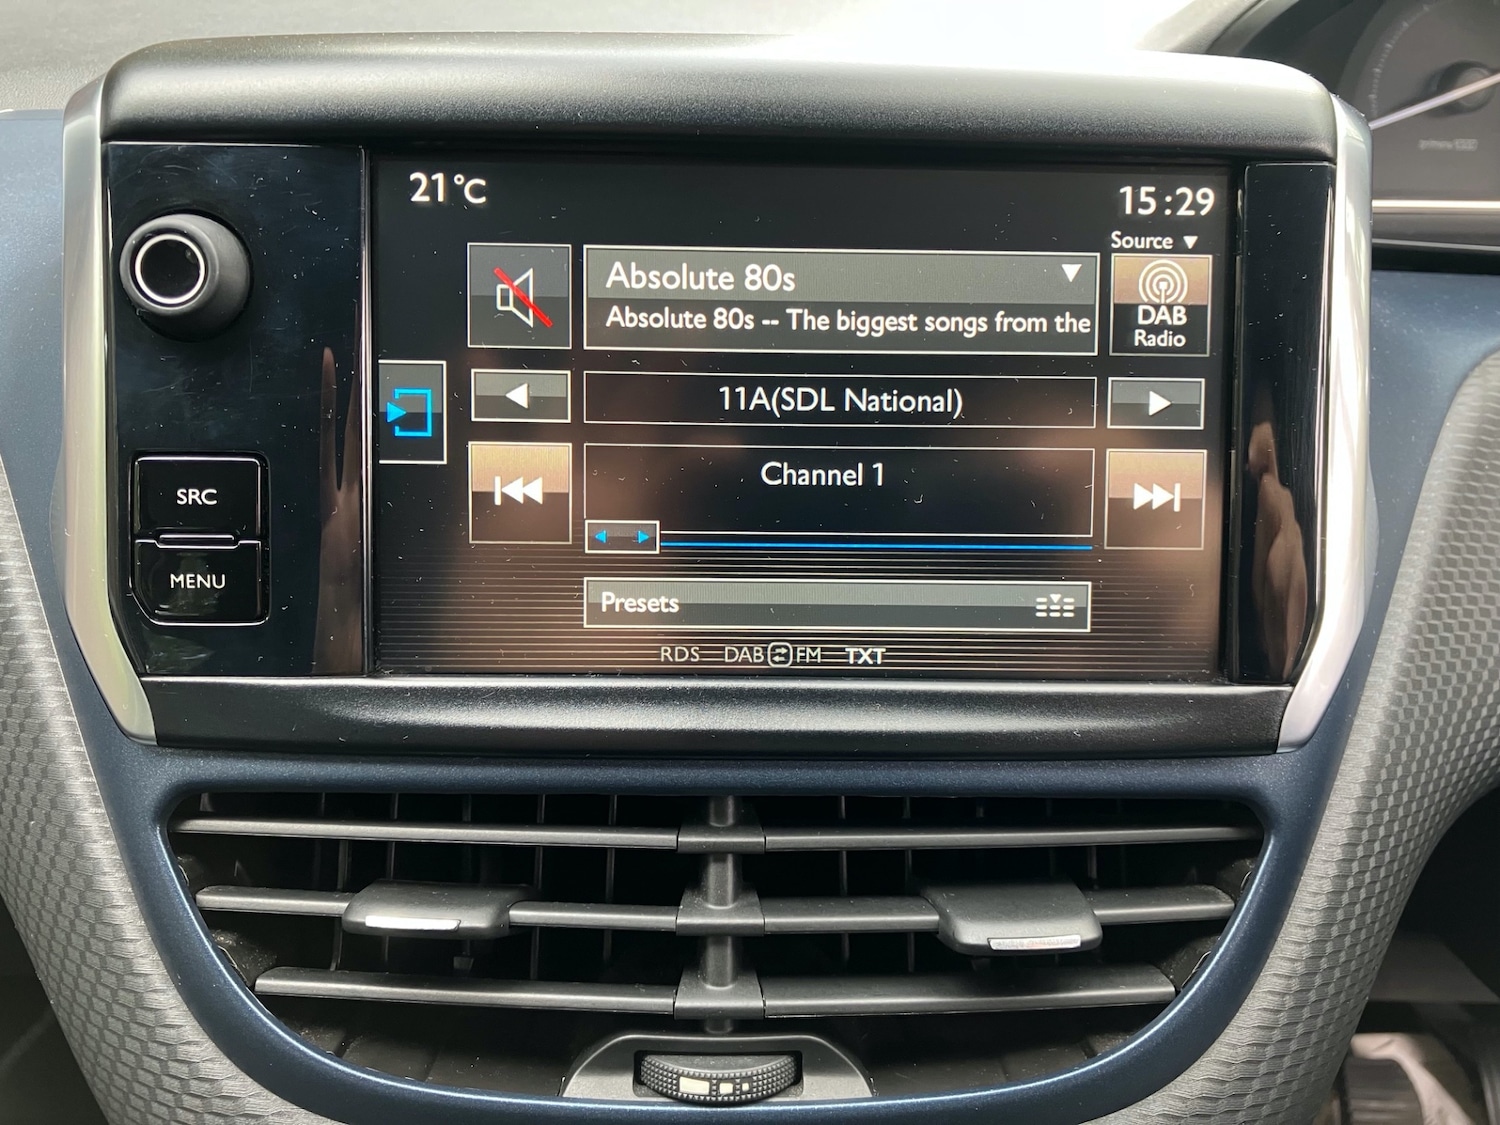 21°C
15:29
Source
Absolute 80s
Absolute 80s -- The biggest songs from the
DAB
Radio
11A(SDL National)
SRC
Channel 1
MENU
Presets
RDS DAB FM TXT